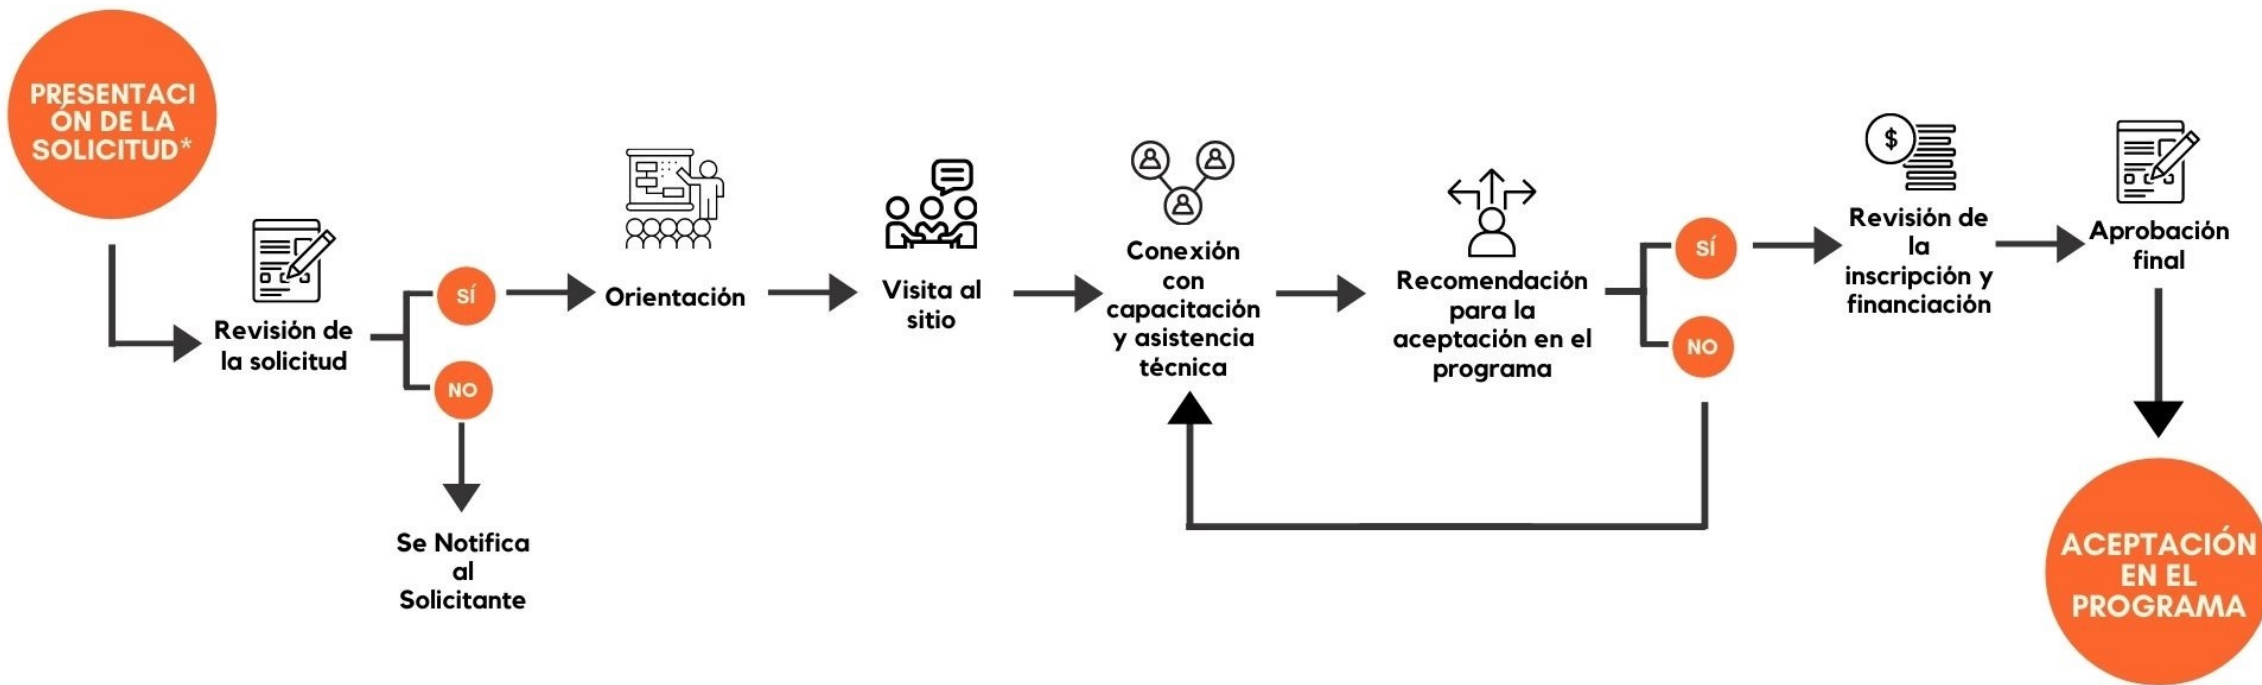 PRESENTACI
ÓN DE LA
SOLICITUD*
Revisión de
la solicitud
SÍ
NO
Se Notifica
al
Solicitante
Orientación
Visita al
sitio
Conexión
con
capacitación
y asistencia
técnica
Recomendación
para la
aceptación en el
programa
SÍ
NO
$
Revisión de
la
inscripción y
financiación
Aprobación
final
ACEPTACIÓN
EN EL
PROGRAMA